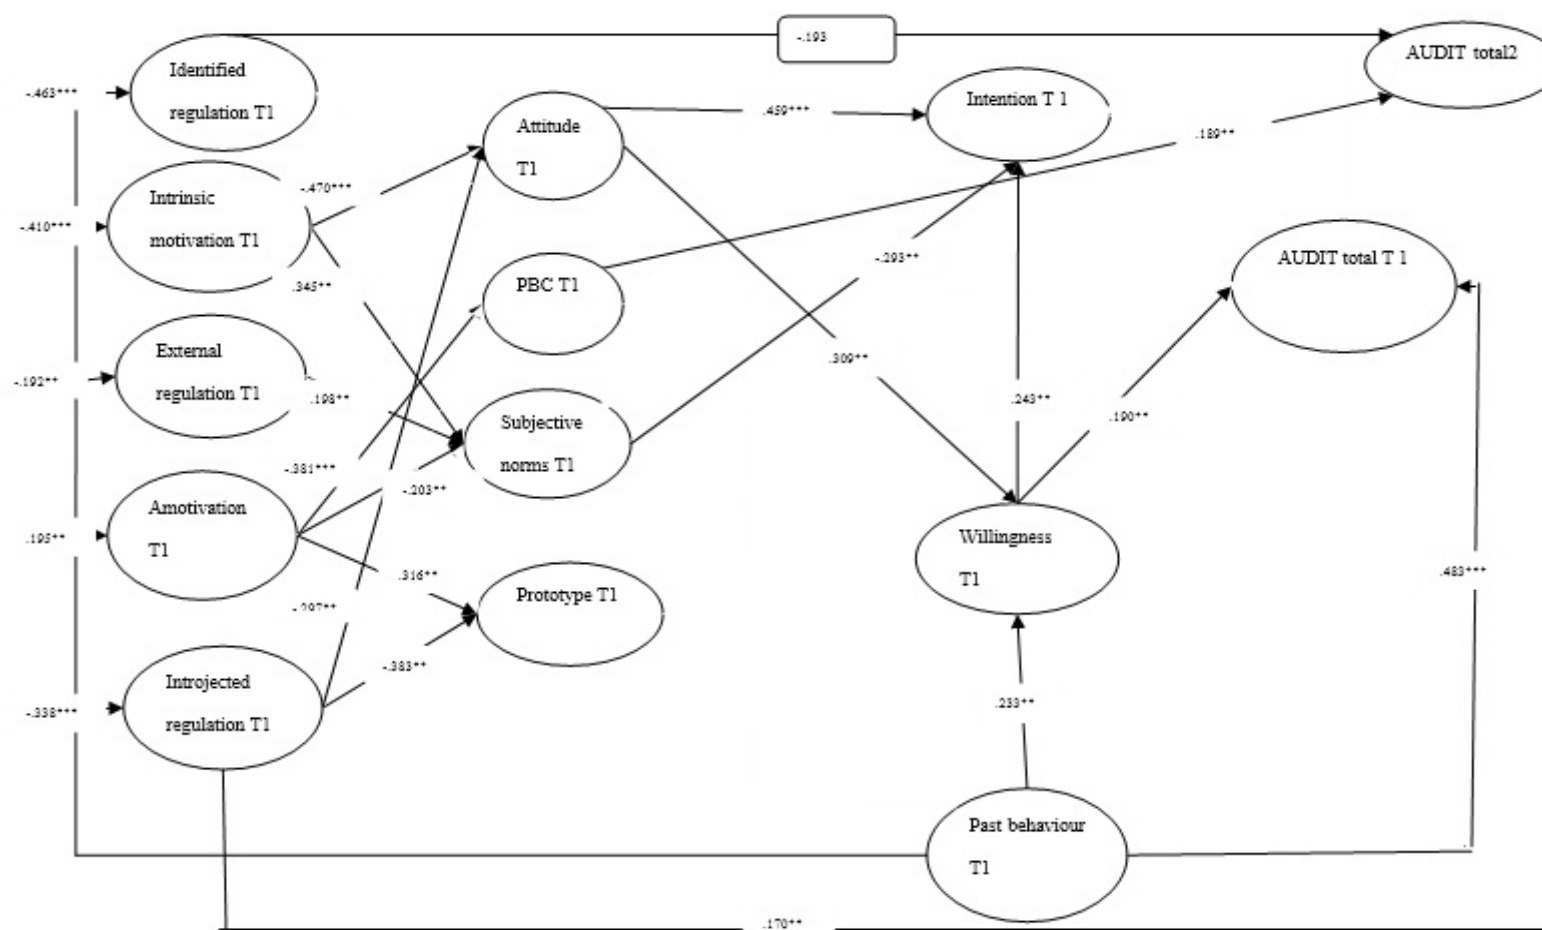 -.193
AUDIT total2
Identified
regulation T1
-.463***
Attitude
T1
.459***
Intention T 1
.189**
Intrinsic
motivation T1
-.410***
-.470***
.345**
PBC T1
-.293**
AUDIT total T 1
External
regulation T1
-.192**
.198**
.309**
.243**
.190**
Subjective
norms T1
-.381***
-.203**
Amotivation
T1
.195**
.316**
Prototype T1
Willingness
T1
.483***
-.383**
Introjected
regulation T1
-.338***
.233**
Past behaviour
T1
.170**